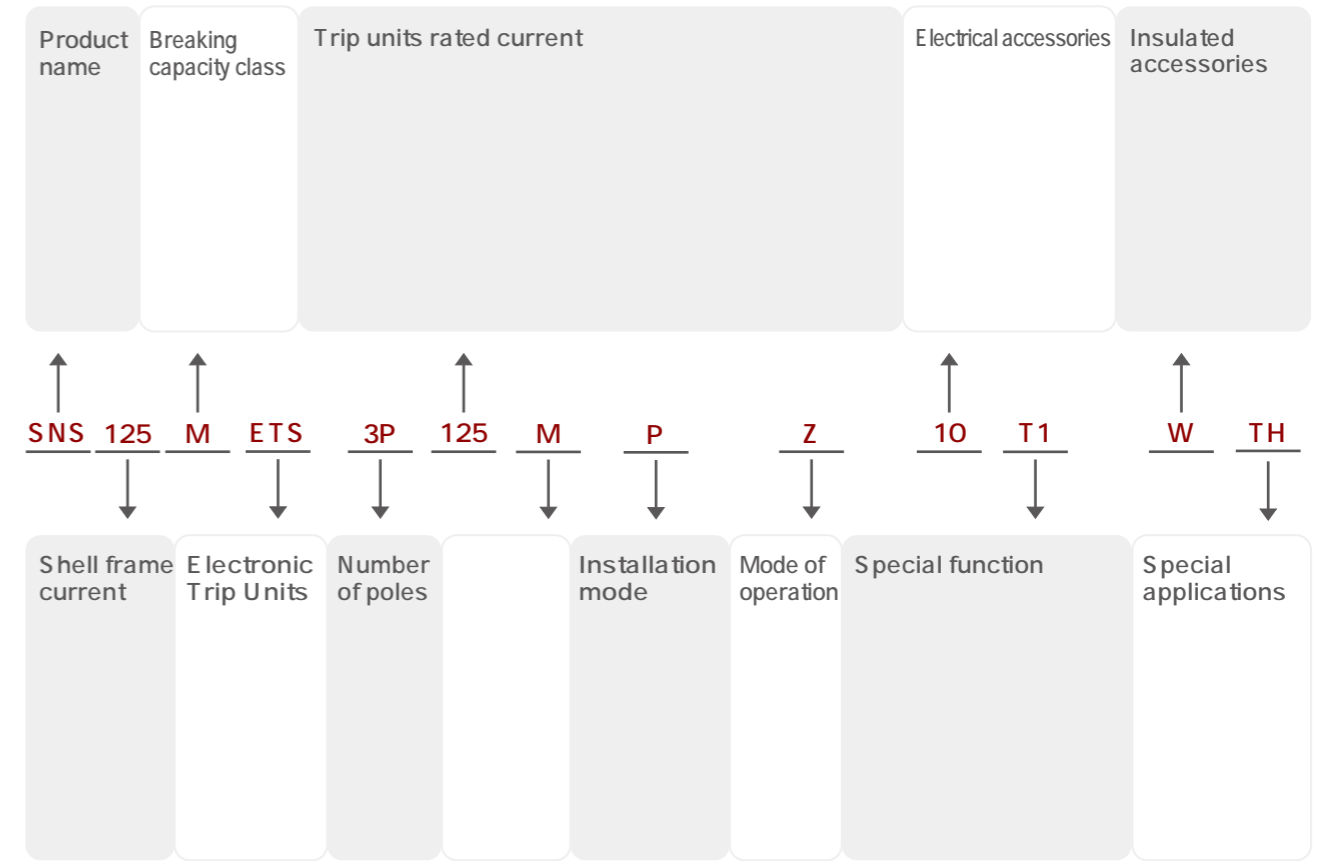 Product name
Breaking capacity class
Trip units rated current
Electrical accessories
Insulated accessories
SNS 125 M ETS 3P 125 M P Z 10 T1 W TH
Shell frame current
Electronic Trip Units
Number of poles
Installation mode
Mode of operation
Special function
Special applications